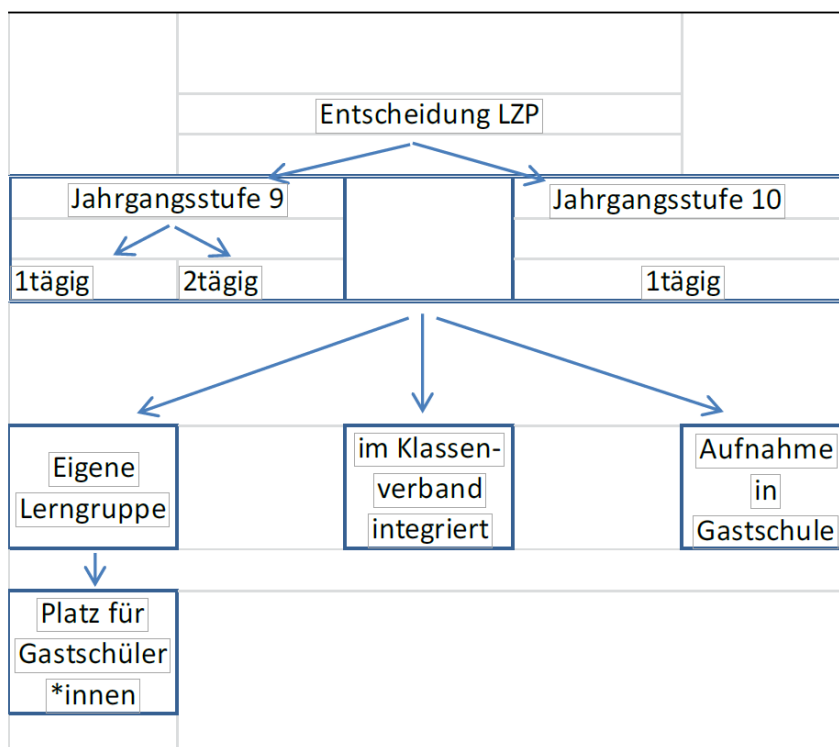 Entscheidung LZP
Jahrgangsstufe 9
Jahrgangsstufe 10
1tägig
2tägig
1tägig
Eigene
Lerngruppe
im Klassen-
verband
integriert
Aufnahme
in
Gastschule
Platz für
Gastschüler
*innen